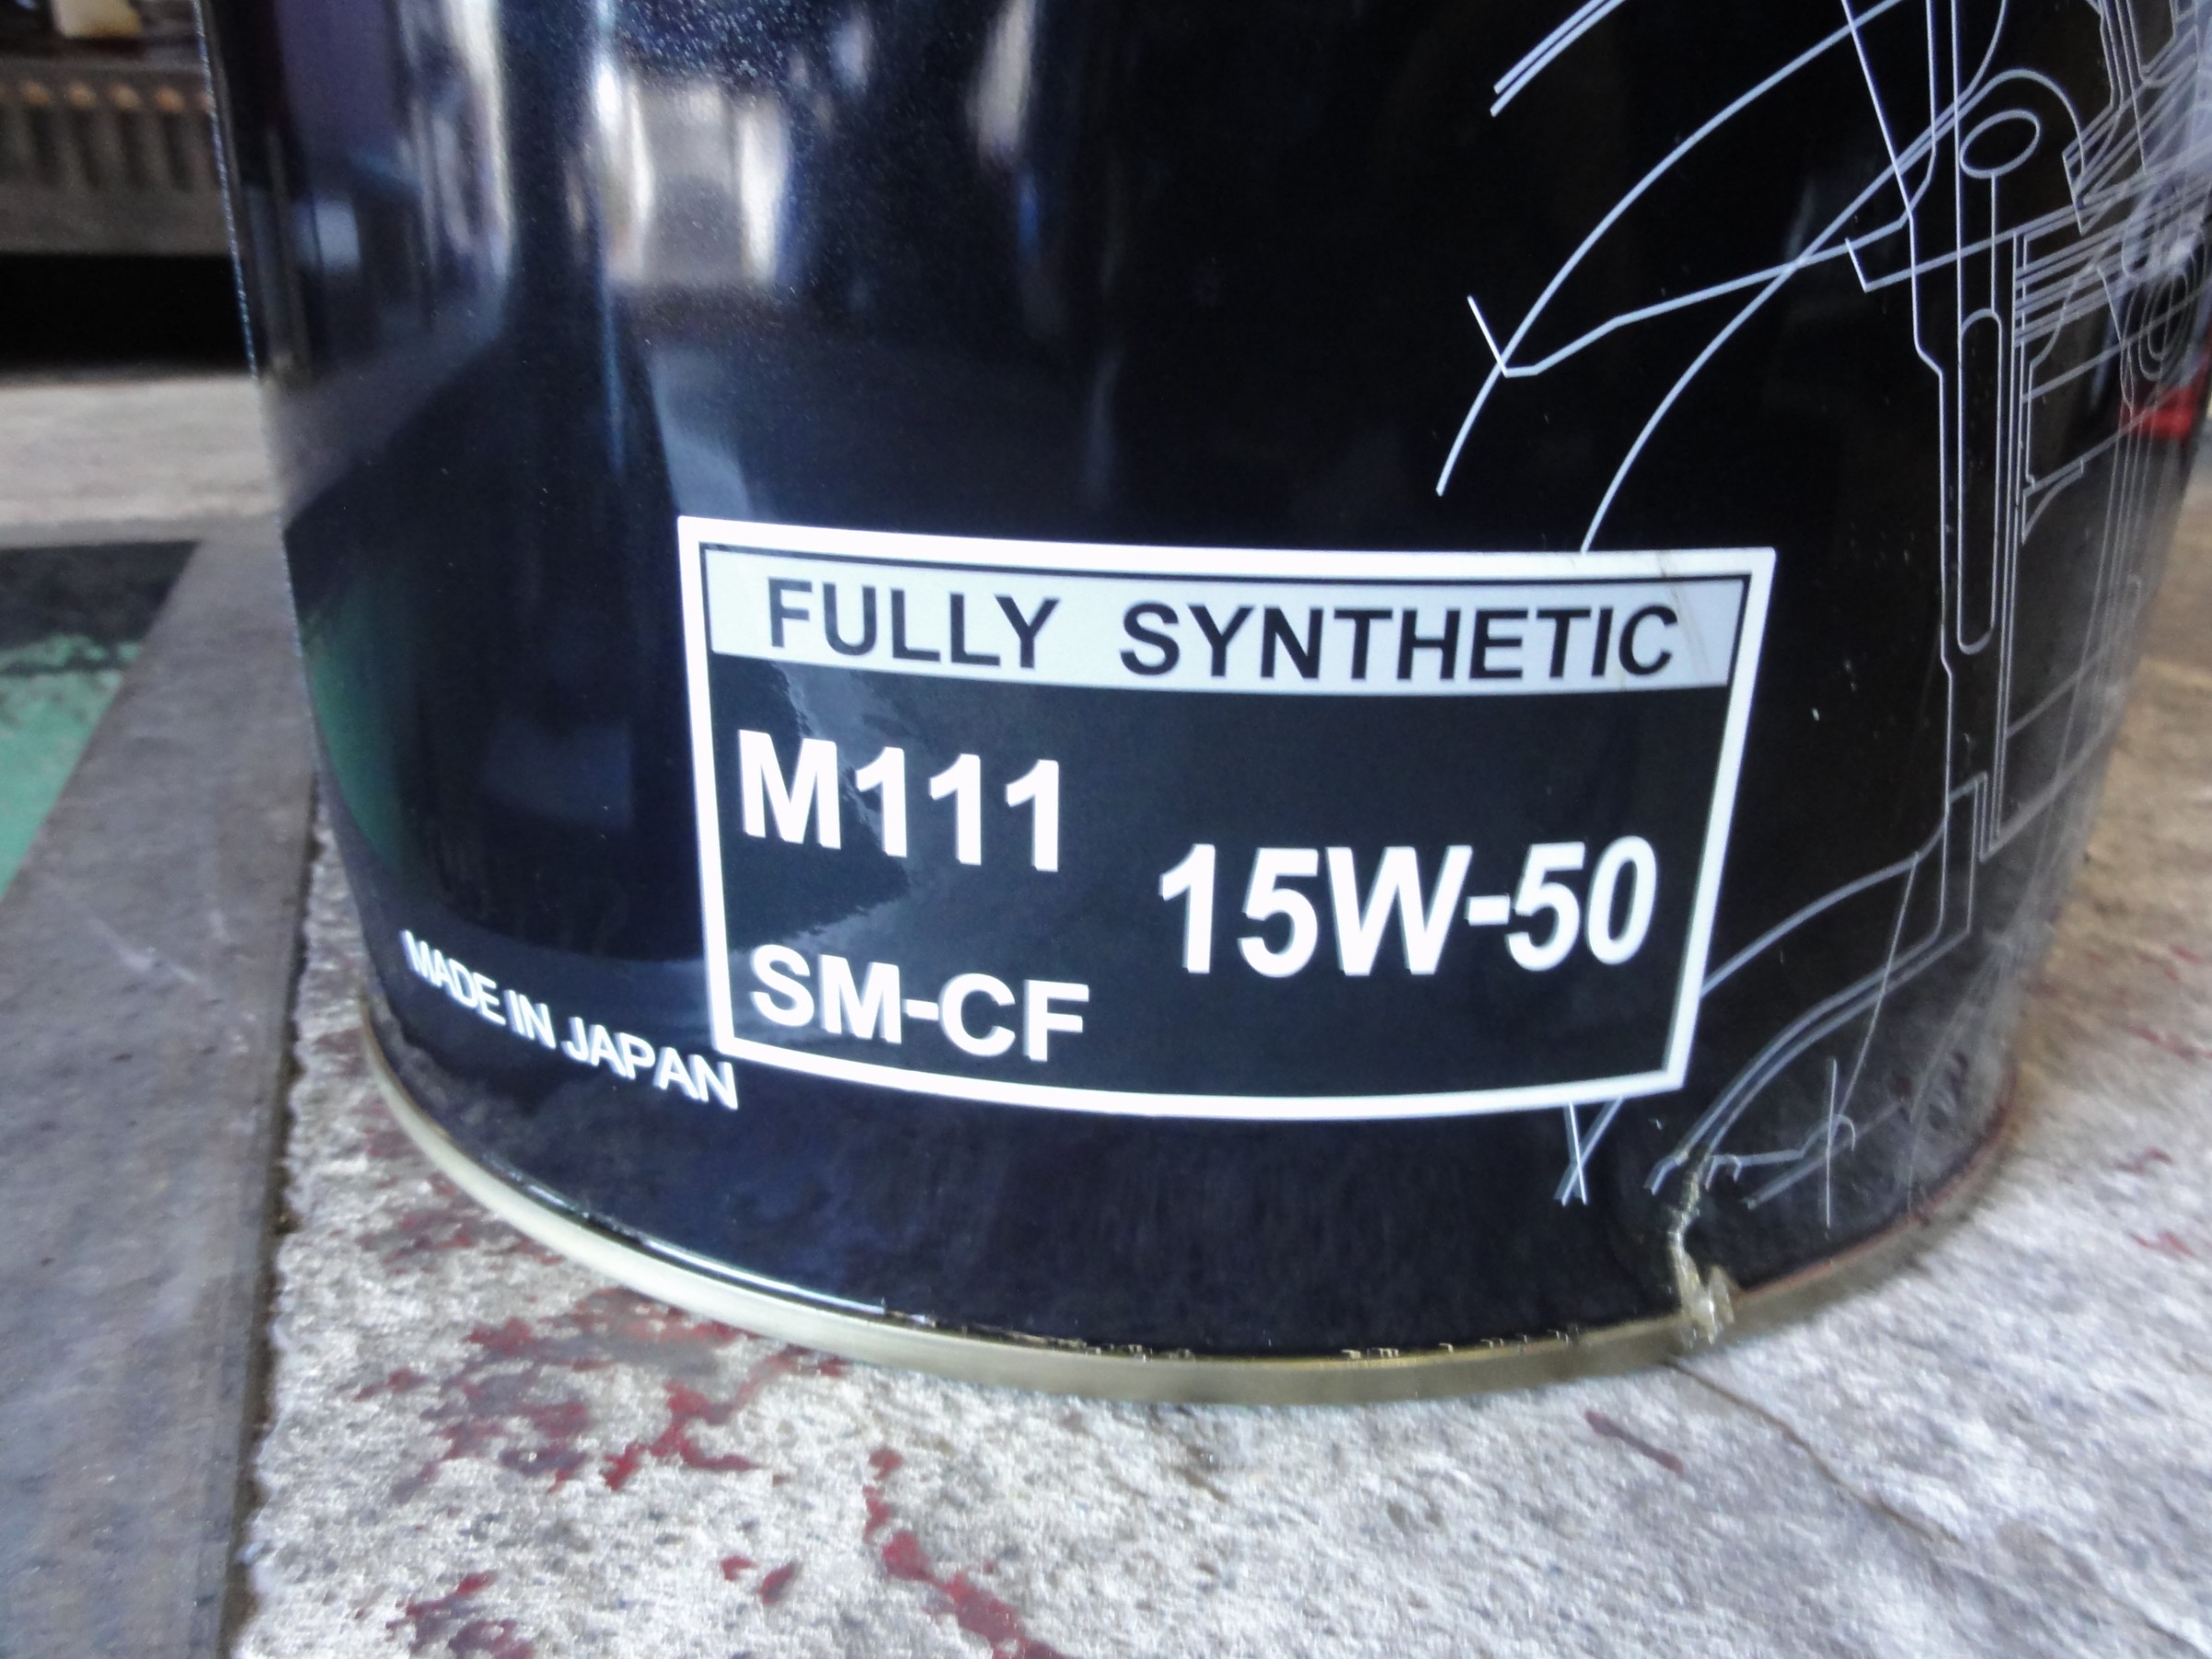 FULLY SYNTHETIC
M111
15W-50
SM-CF
MADE IN JAPAN